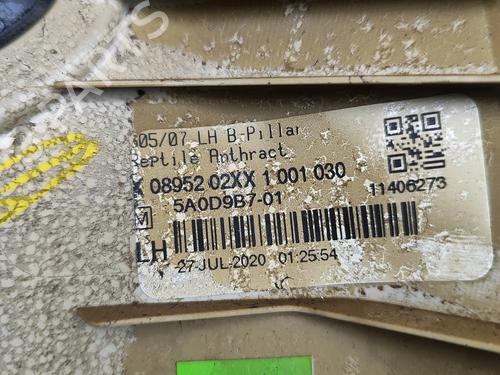 G05/07 LH B-Pillar
Reptile Anthract
08952 02XX 1 001 030
5A0D9B7-01
11406273
M
LH
27-JUL-2020 01:25:54
PARTS